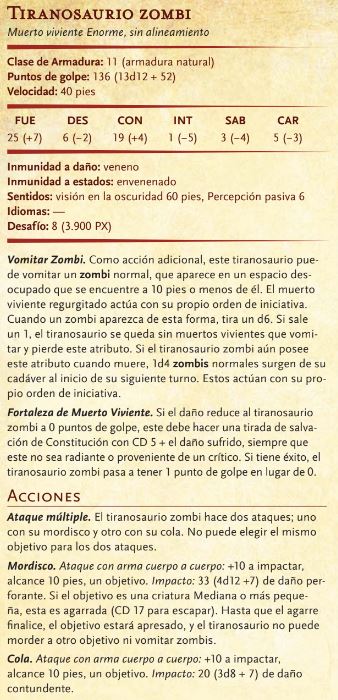 Tiranosaurio zombi
Muerto viviente Enorme, sin alineamiento
Clase de Armadura: 11 (armadura natural)
Puntos de golpe: 136 (13d12 + 52)
Velocidad: 40 pies
FUE DES CON INT SAB CAR
25 (+7) 6 (−2) 19 (+4) 1 (−5) 3 (−4) 5 (−3)
Inmunidad a daño: veneno
Inmunidad a estados: envenenado
Sentidos: visión en la oscuridad 60 pies, Percepción pasiva 6
Idiomas: —
Desafío: 8 (3.900 PX)
Vomitar Zombi. Como acción adicional, este tiranosaurio pue-
de vomitar un zombi normal, que aparece en un espacio des-
ocupado que se encuentre a 10 pies o menos de él. El muerto
viviente regurgitado actúa con su propio orden de iniciativa.
Cuando un zombi aparezca de esta forma, tira un d6. Si sale
un 1, el tiranosaurio se queda sin muertos vivientes que vomi-
tar y pierde este atributo. Si el tiranosaurio zombi aún posee
este atributo cuando muere, 1d4 zombis normales surgen de su
cadáver al inicio de su siguiente turno. Estos actúan con su pro-
pio orden de iniciativa.
Fortaleza de Muerto Viviente. Si el daño reduce al tiranosaurio
zombi a 0 puntos de golpe, este debe hacer una tirada de salva-
ción de Constitución con CD 5 + el daño sufrido, siempre que
este no sea radiante o proveniente de un crítico. Si tiene éxito, el
tiranosaurio zombi pasa a tener 1 punto de golpe en lugar de 0.
Acciones
Ataque múltiple. El tiranosaurio zombi hace dos ataques; uno
con su mordisco y otro con su cola. No puede elegir el mismo
objetivo para los dos ataques.
Mordisco. Ataque con arma cuerpo a cuerpo: +10 a impactar,
alcance 10 pies, un objetivo. Impacto: 33 (4d12 +7) de daño per-
forante. Si el objetivo es una criatura Mediana o más peque-
ña, esta es agarrada (CD 17 para escapar). Hasta que el agarre
finalice, el objetivo estará apresado, y el tiranosaurio no puede
morder a otro objetivo ni vomitar zombis.
Cola. Ataque con arma cuerpo a cuerpo: +10 a impactar,
alcance 10 pies, un objetivo. Impacto: 20 (3d8 + 7) de daño
contundente.